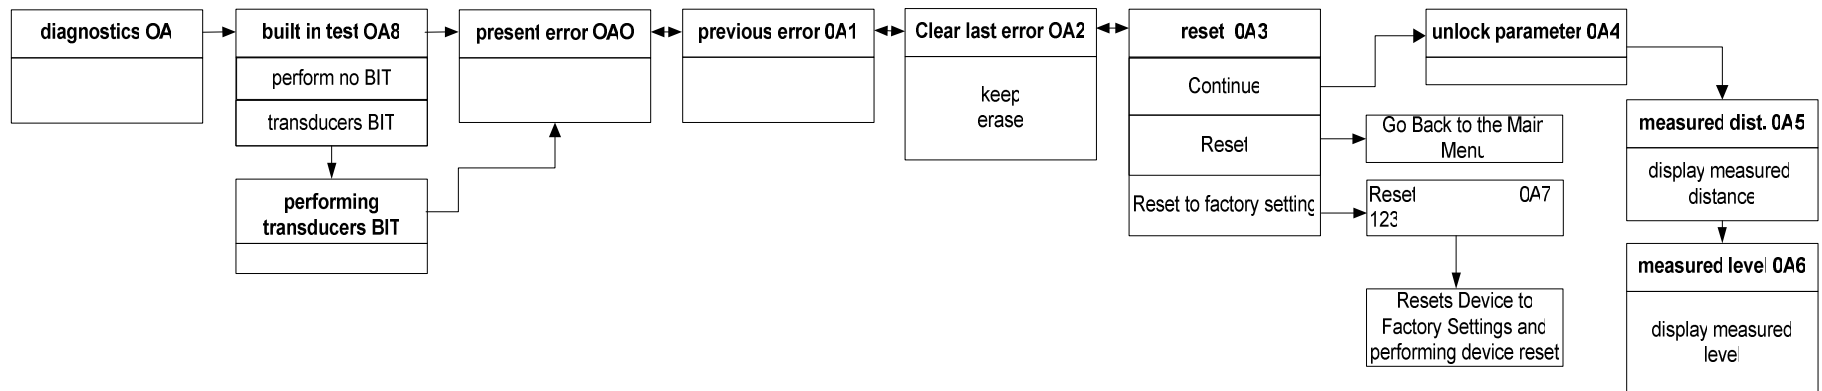 diagnostics OA
built in test OA8
perform no BIT
transducers BIT
performing
transducers BIT
present error OAO
previous error 0A1
Clear last error OA2
keep
erase
reset 0A3
Continue
Reset
Reset to factory setting
unlock parameter 0A4
Go Back to the Main
Menu
Reset 0A7
123
Resets Device to
Factory Settings and
performing device reset
measured dist. 0A5
display measured
distance
measured level 0A6
display measured
level